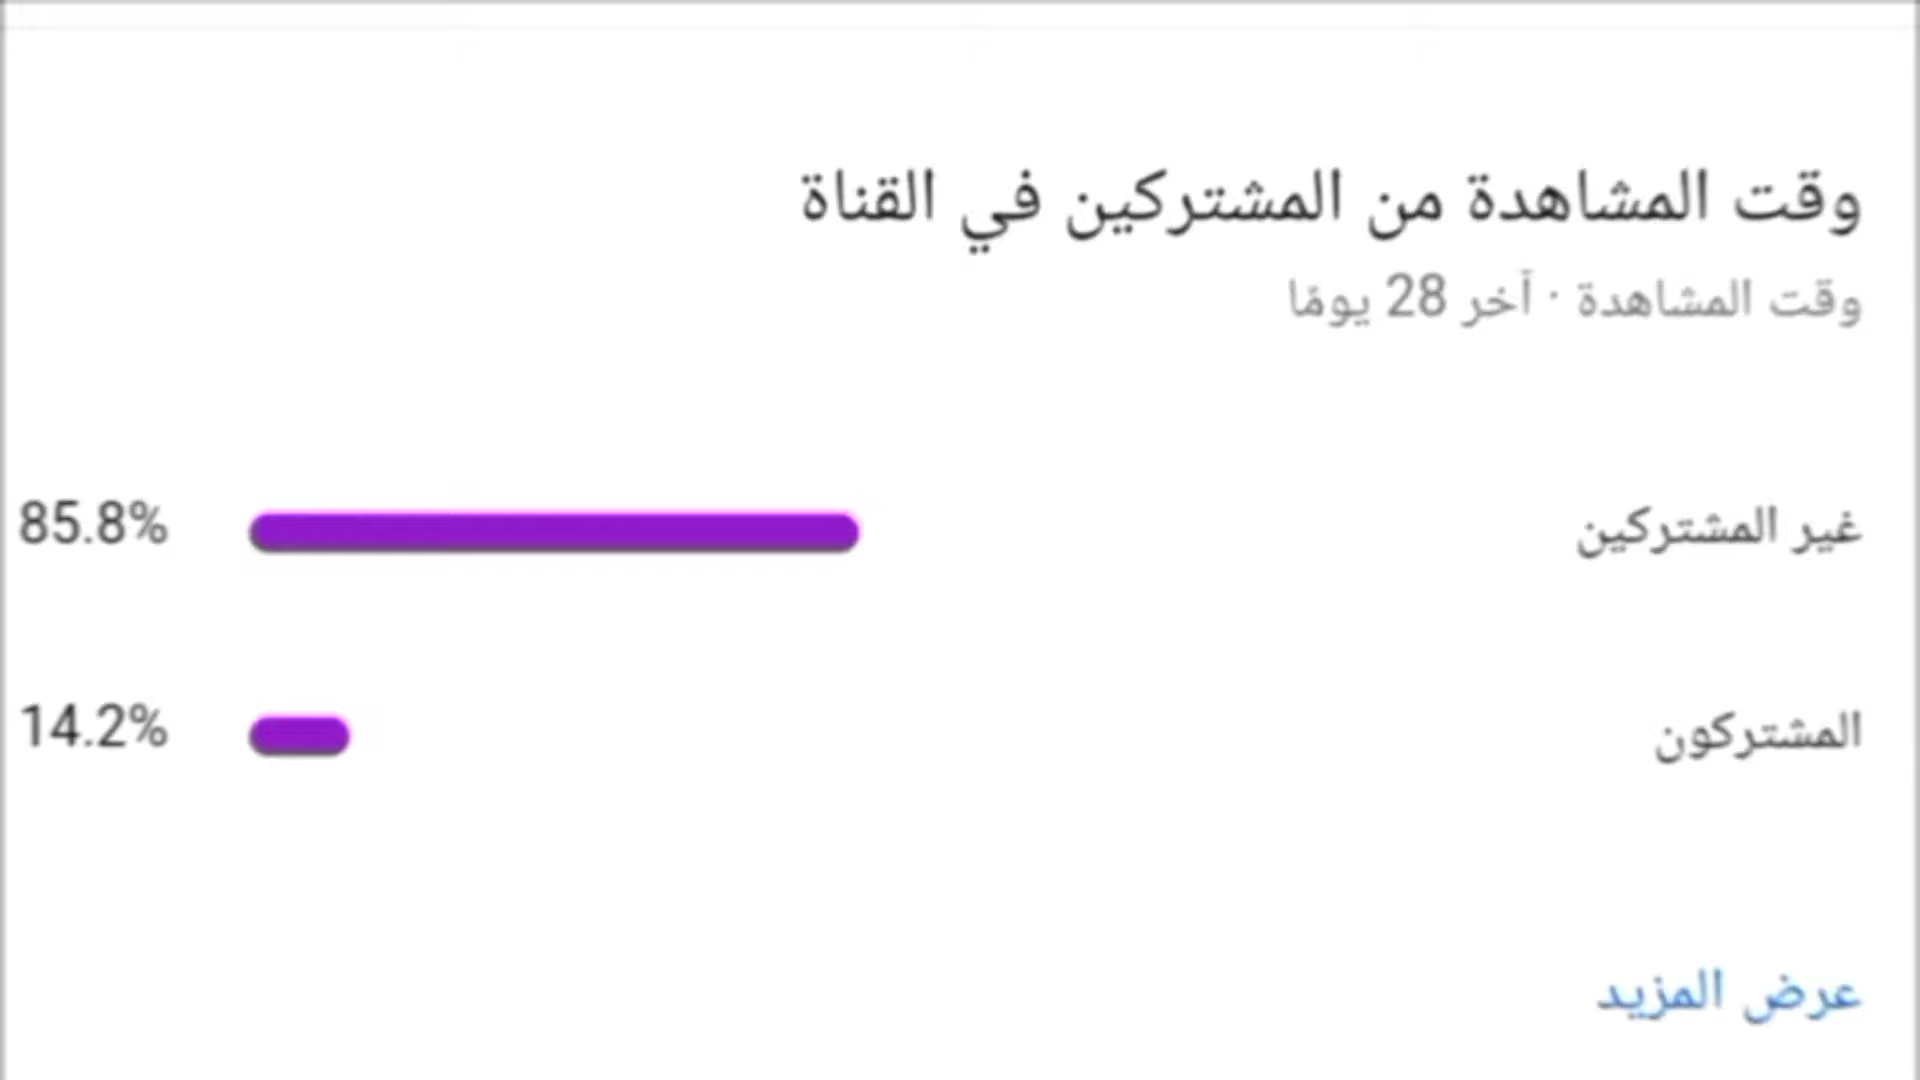 وقت المشاهدة من المشتركين في القناة
وقت المشاهدة · آخر 28 يومًا
غير المشتركين 85.8%
المشتركون 14.2%
عرض المزيد